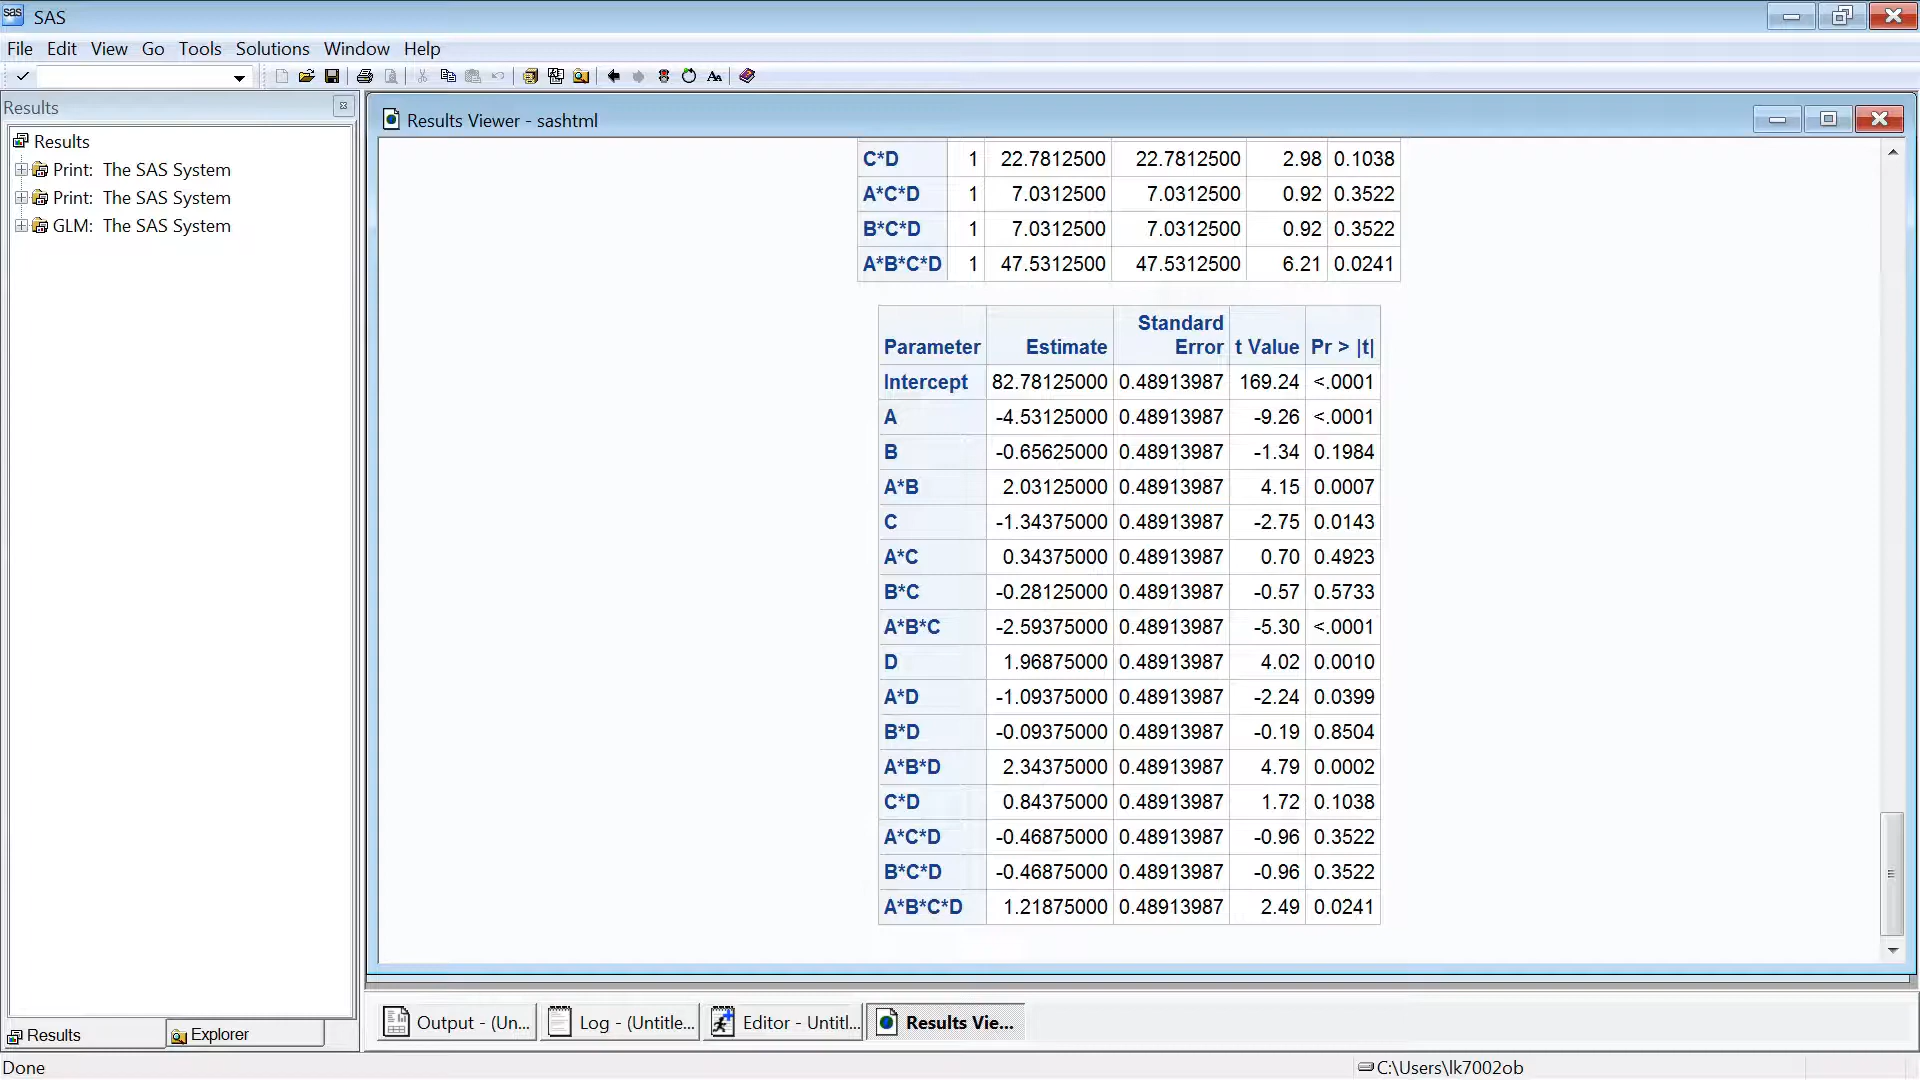 sas SAS
File Edit View Go Tools Solutions Window Help
Results
Results
Print: The SAS System
Print: The SAS System
GLM: The SAS System
Results Viewer - sashtml
C*D 1 22.7812500 22.7812500 2.98 0.1038
A*C*D 1 7.0312500 7.0312500 0.92 0.3522
B*C*D 1 7.0312500 7.0312500 0.92 0.3522
A*B*C*D 1 47.5312500 47.5312500 6.21 0.0241
Parameter Estimate Standard Error t Value Pr > |t|
Intercept 82.78125000 0.48913987 169.24 <.0001
A -4.53125000 0.48913987 -9.26 <.0001
B -0.65625000 0.48913987 -1.34 0.1984
A*B 2.03125000 0.48913987 4.15 0.0007
C -1.34375000 0.48913987 -2.75 0.0143
A*C 0.34375000 0.48913987 0.70 0.4923
B*C -0.28125000 0.48913987 -0.57 0.5733
A*B*C -2.59375000 0.48913987 -5.30 <.0001
D 1.96875000 0.48913987 4.02 0.0010
A*D -1.09375000 0.48913987 -2.24 0.0399
B*D -0.09375000 0.48913987 -0.19 0.8504
A*B*D 2.34375000 0.48913987 4.79 0.0002
C*D 0.84375000 0.48913987 1.72 0.1038
A*C*D -0.46875000 0.48913987 -0.96 0.3522
B*C*D -0.46875000 0.48913987 -0.96 0.3522
A*B*C*D 1.21875000 0.48913987 2.49 0.0241
Results Explorer
Output - (Un... Log - (Untitle... Editor - Untitl... Results Vie...
Done C:\Users\lk7002ob